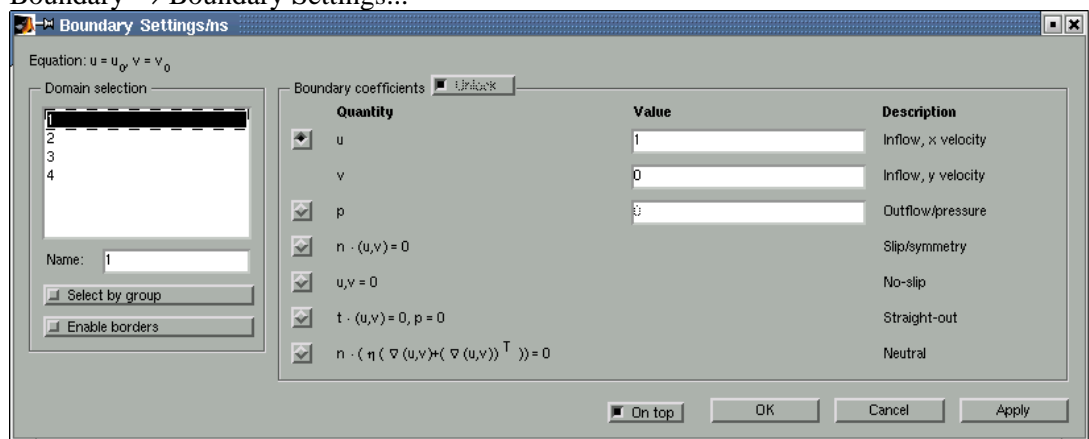 Boundary → Boundary Settings...
Boundary Settings/ns
Equation: u = u0, v = v0
Domain selection
1
2
3
4
Name: 1
Select by group
Enable borders
Boundary coefficients Unlock
Quantity Value Description
u 1 Inflow, x velocity
v 0 Inflow, y velocity
p 0 Outflow/pressure
n · (u,v) = 0 Slip/symmetry
u,v = 0 No-slip
t · (u,v) = 0, p = 0 Straight-out
n · ( η ( ∇ (u,v)+( ∇ (u,v)) T )) = 0 Neutral
On top OK Cancel Apply